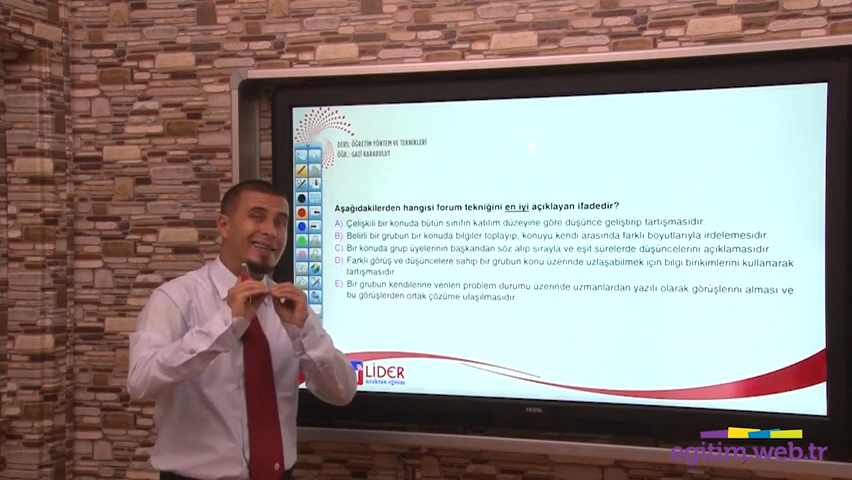 DERS: ÖĞRETİM YÖNTEM VE TEKNİKLERİ
ÖĞR.: GAZİ KARABULUT
Aşağıdakilerden hangisi forum tekniğini en iyi açıklayan ifadedir?
A) Çelişkili bir konuda bütün sınıfın katılım düzeyine göre düşünce geliştirip tartışmasıdır.
B) Belirli bir grubun bir konuda bilgiler toplayıp, konuyu kendi arasında farklı boyutlarıyla irdelemesidir.
C) Bir konuda grup üyelerinin başkandan söz alıp sırayla ve eşit sürelerde düşüncelerini açıklamasıdır.
D) Farklı görüş ve düşüncelere sahip bir grubun konu üzerinde uzlaşabilmek için bilgi birikimlerini kullanarak
tartışmasıdır
E) Bir grubun kendilerine verilen problem durumu üzerinde uzmanlardan yazılı olarak görüşlerini alması ve
bu görüşlerden ortak çözüme ulaşılmasıdır
LİDER
uzaktan eğitim
VESTEL
egitim.web.tr